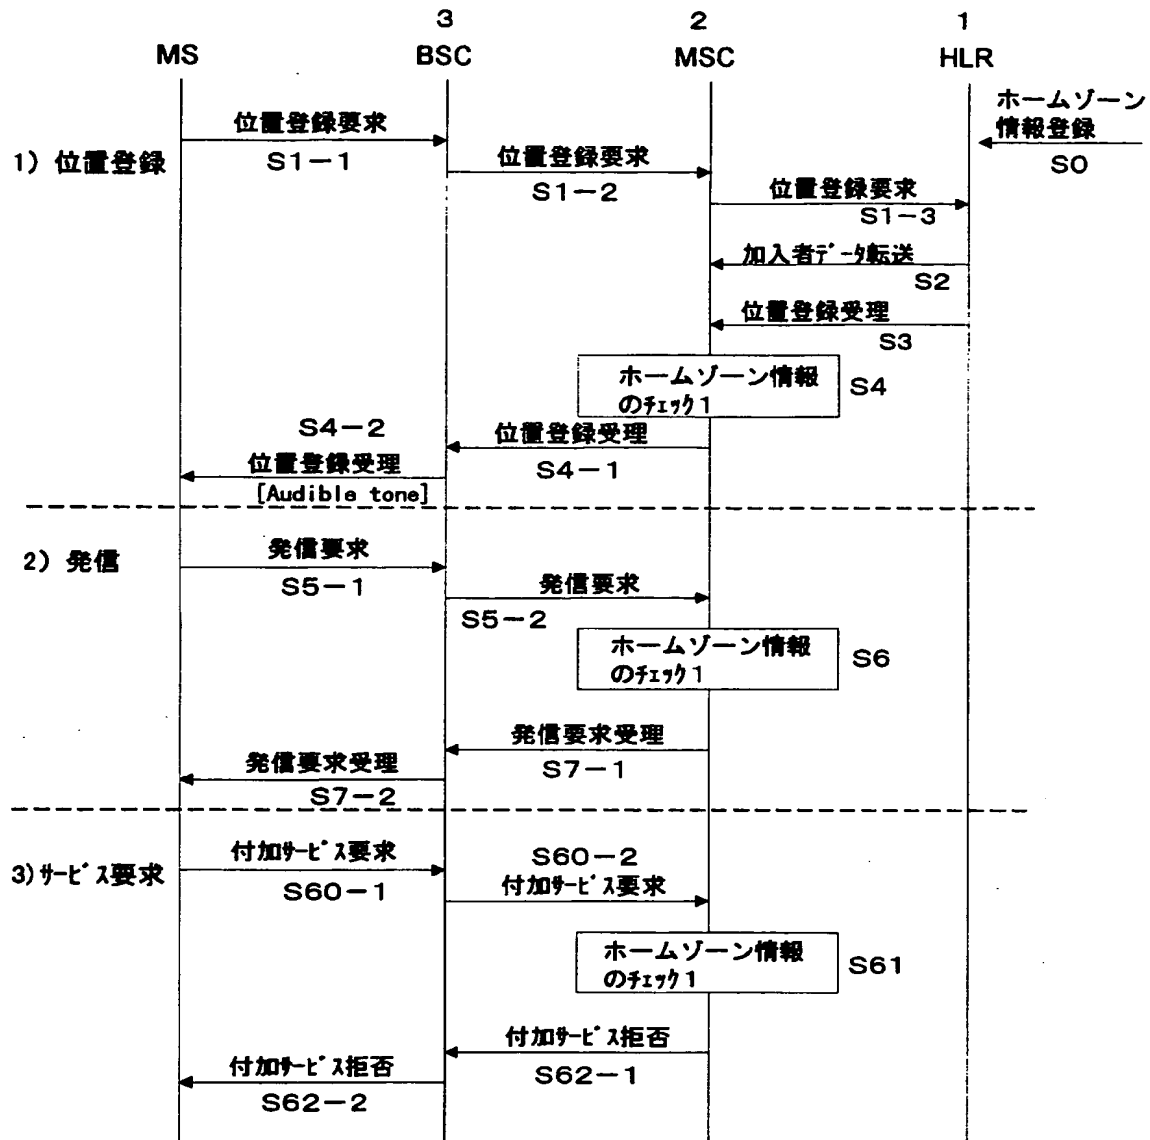 3
2
1
MS
BSC
MSC
HLR
ホームゾーン
情報登録
S0
1) 位置登録
位置登録要求
S1-1
位置登録要求
S1-2
位置登録要求
S1-3
加入者ﾃﾞｰﾀ転送
S2
位置登録受理
S3
ホームゾーン情報
のﾁｪｯｸ1
S4
位置登録受理
S4-1
S4-2
位置登録受理
[Audible tone]
2) 発信
発信要求
S5-1
発信要求
S5-2
ホームゾーン情報
のﾁｪｯｸ1
S6
発信要求受理
S7-1
発信要求受理
S7-2
3)ｻｰﾋﾞｽ要求
付加ｻｰﾋﾞｽ要求
S60-1
S60-2
付加ｻｰﾋﾞｽ要求
ホームゾーン情報
のﾁｪｯｸ1
S61
付加ｻｰﾋﾞｽ拒否
S62-1
付加ｻｰﾋﾞｽ拒否
S62-2